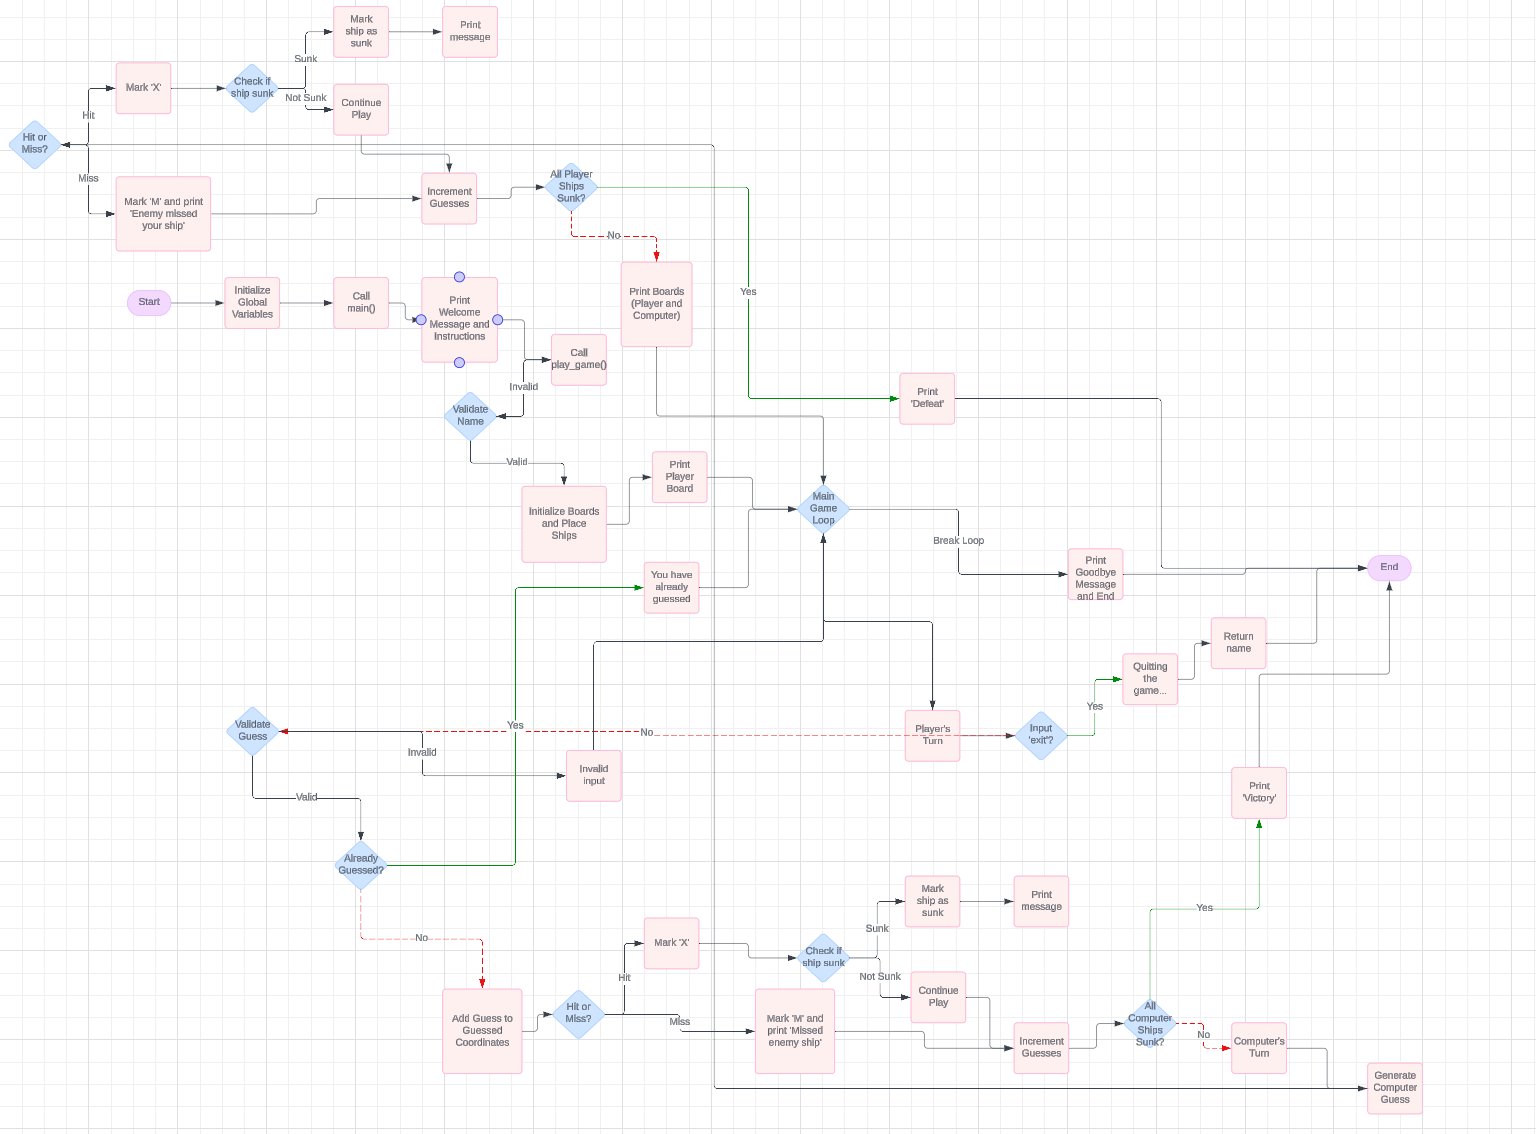 Mark
ship as
sunk
Print
message
Sunk
Mark 'X'
Check if
ship sunk
Not Sunk
Continue
Play
Hit
Hit or
Miss?
Miss
Mark 'M' and print
'Enemy missed
your ship'
Increment
Guesses
All Player
Ships
Sunk?
No
Yes
Start
Initialize
Global
Variables
Call
main()
Print
Welcome
Message and
Instructions
Print Boards
(Player and
Computer)
Call
play_game()
Invalid
Validate
Name
Valid
Print
'Defeat'
Initialize Boards
and Place
Ships
Print
Player
Board
Main
Game
Loop
Break Loop
Print
Goodbye
Message
and End
End
You have
already
guessed
Return
name
Quitting
the
game...
Yes
Player's
Turn
Input
'exit'?
No
Yes
Validate
Guess
Invalid
Invalid
input
Valid
Already
Guessed?
No
Print
'Victory'
Yes
Add Guess to
Guessed
Coordinates
Hit or
Miss?
Hit
Miss
Mark 'X'
Check if
ship sunk
Sunk
Mark
ship as
sunk
Print
message
Not Sunk
Continue
Play
Mark 'M' and
print 'Missed
enemy ship'
Increment
Guesses
All
Computer
Ships
Sunk?
No
Computer's
Turn
Generate
Computer
Guess